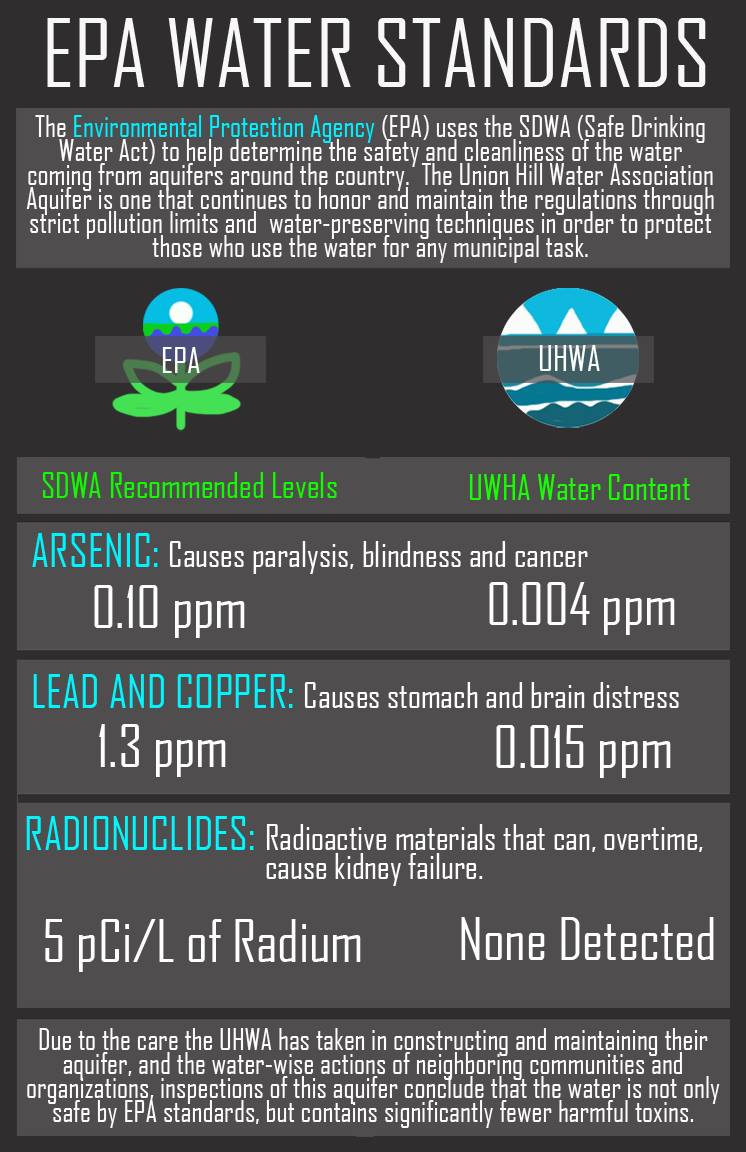 EPA WATER STANDARDS
The Environmental Protection Agency (EPA) uses the SDWA (Safe Drinking
Water Act) to help determine the safety and cleanliness of the water
coming from aquifers around the country. The Union Hill Water Association
Aquifer is one that continues to honor and maintain the regulations through
strict pollution limits and water-preserving techniques in order to protect
those who use the water for any municipal task.
EPA
UHWA
SDWA Recommended Levels
UWHA Water Content
ARSENIC: Causes paralysis, blindness and cancer
0.10 ppm
0.004 ppm
LEAD AND COPPER: Causes stomach and brain distress
1.3 ppm
0.015 ppm
RADIONUCLIDES: Radioactive materials that can, overtime,
cause kidney failure.
5 pCi/L of Radium
None Detected
Due to the care the UHWA has taken in constructing and maintaining their
aquifer, and the water-wise actions of neighboring communities and
organizations, inspections of this aquifer conclude that the water is not only
safe by EPA standards, but contains significantly fewer harmful toxins.